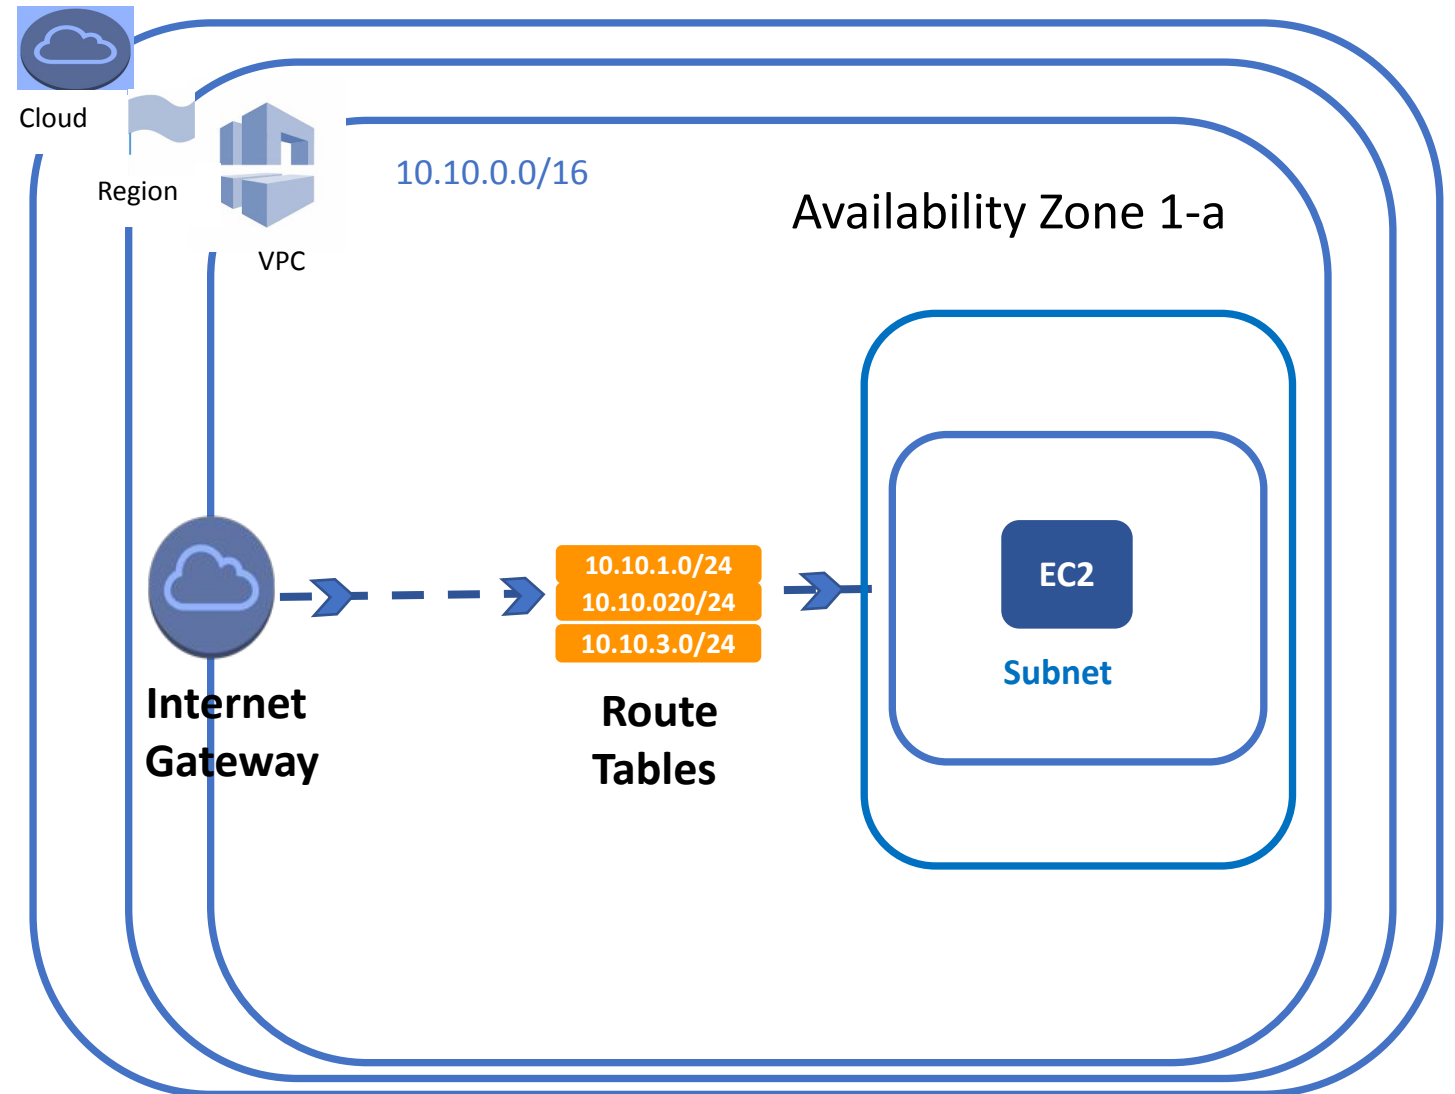 Cloud
Region
VPC
10.10.0.0/16
Availability Zone 1-a
Internet
Gateway
10.10.1.0/24
10.10.020/24
10.10.3.0/24
Route
Tables
EC2
Subnet